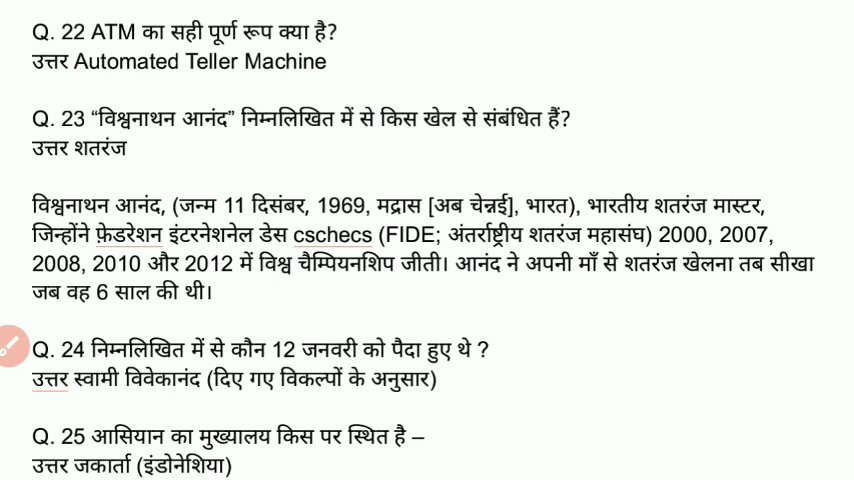 Q. 22 ATM का सही पूर्ण रूप क्या है?
उत्तर Automated Teller Machine
Q. 23 “विश्वनाथन आनंद” निम्नलिखित में से किस खेल से संबंधित हैं?
उत्तर शतरंज
विश्वनाथन आनंद, (जन्म 11 दिसंबर, 1969, मद्रास [अब चेन्नई], भारत), भारतीय शतरंज मास्टर,
जिन्होंने फ़ेडरेशन इंटरनेशनेल डेस cschecs (FIDE; अंतर्राष्ट्रीय शतरंज महासंघ) 2000, 2007,
2008, 2010 और 2012 में विश्व चैम्पियनशिप जीती। आनंद ने अपनी माँ से शतरंज खेलना तब सीखा
जब वह 6 साल की थी।
Q. 24 निम्नलिखित में से कौन 12 जनवरी को पैदा हुए थे ?
उत्तर स्वामी विवेकानंद (दिए गए विकल्पों के अनुसार)
Q. 25 आसियान का मुख्यालय किस पर स्थित है –
उत्तर जकार्ता (इंडोनेशिया)